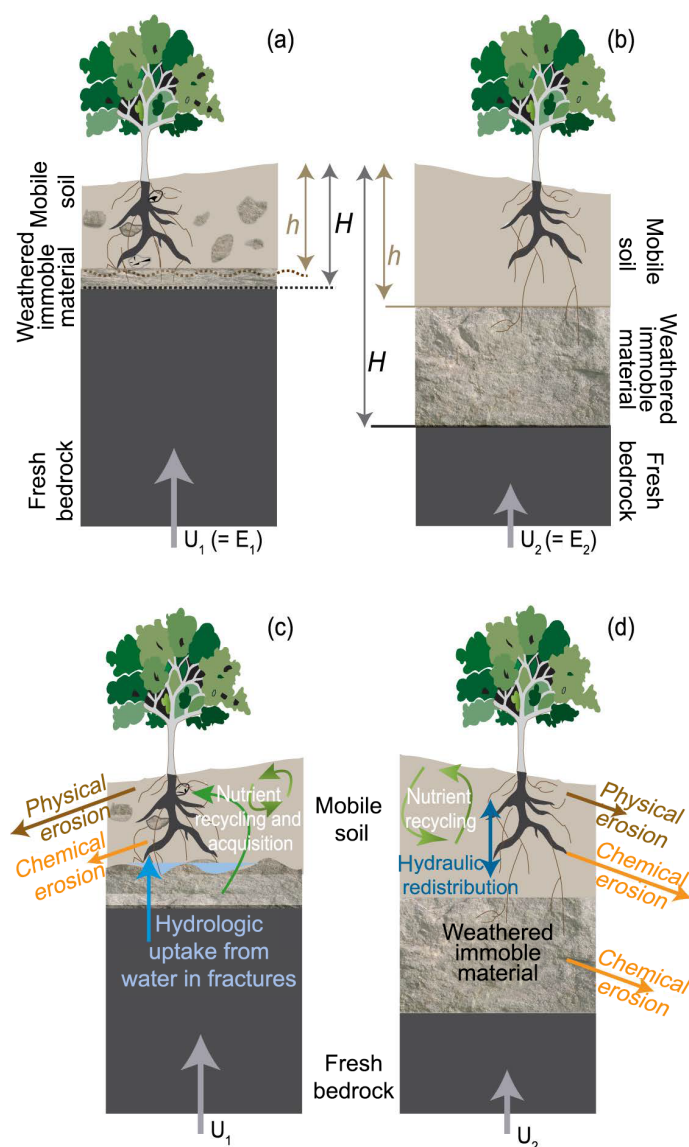 (a)
Mobile
soil
Weathered
immoble
material
Fresh
bedrock
h
H
U1 (= E1)
(b)
h
H
Mobile
soil
Weathered
immoble
material
Fresh
bedrock
U2 (= E2)
(c)
Physical
erosion
Chemical
erosion
Nutrient
recycling and
acquisition
Hydrologic
uptake from
water in fractures
U1
Mobile
soil
Fresh
bedrock
(d)
Nutrient
recycling
Hydraulic
redistribution
Weathered
immoble
material
Physical
erosion
Chemical
erosion
Chemical
erosion
U2